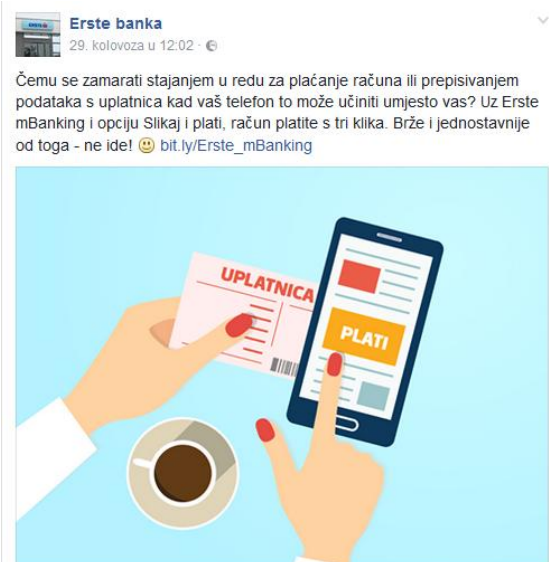 Erste banka
29. kolovoza u 12:02 ·
Čemu se zamarati stajanjem u redu za plaćanje računa ili prepisivanjem
podataka s uplatnica kad vaš telefon to može učiniti umjesto vas? Uz Erste
mBanking i opciju Slikaj i plati, račun platite s tri klika. Brže i jednostavnije
od toga - ne ide! 🙂 bit.ly/Erste_mBanking
UPLATNICA
PLATI